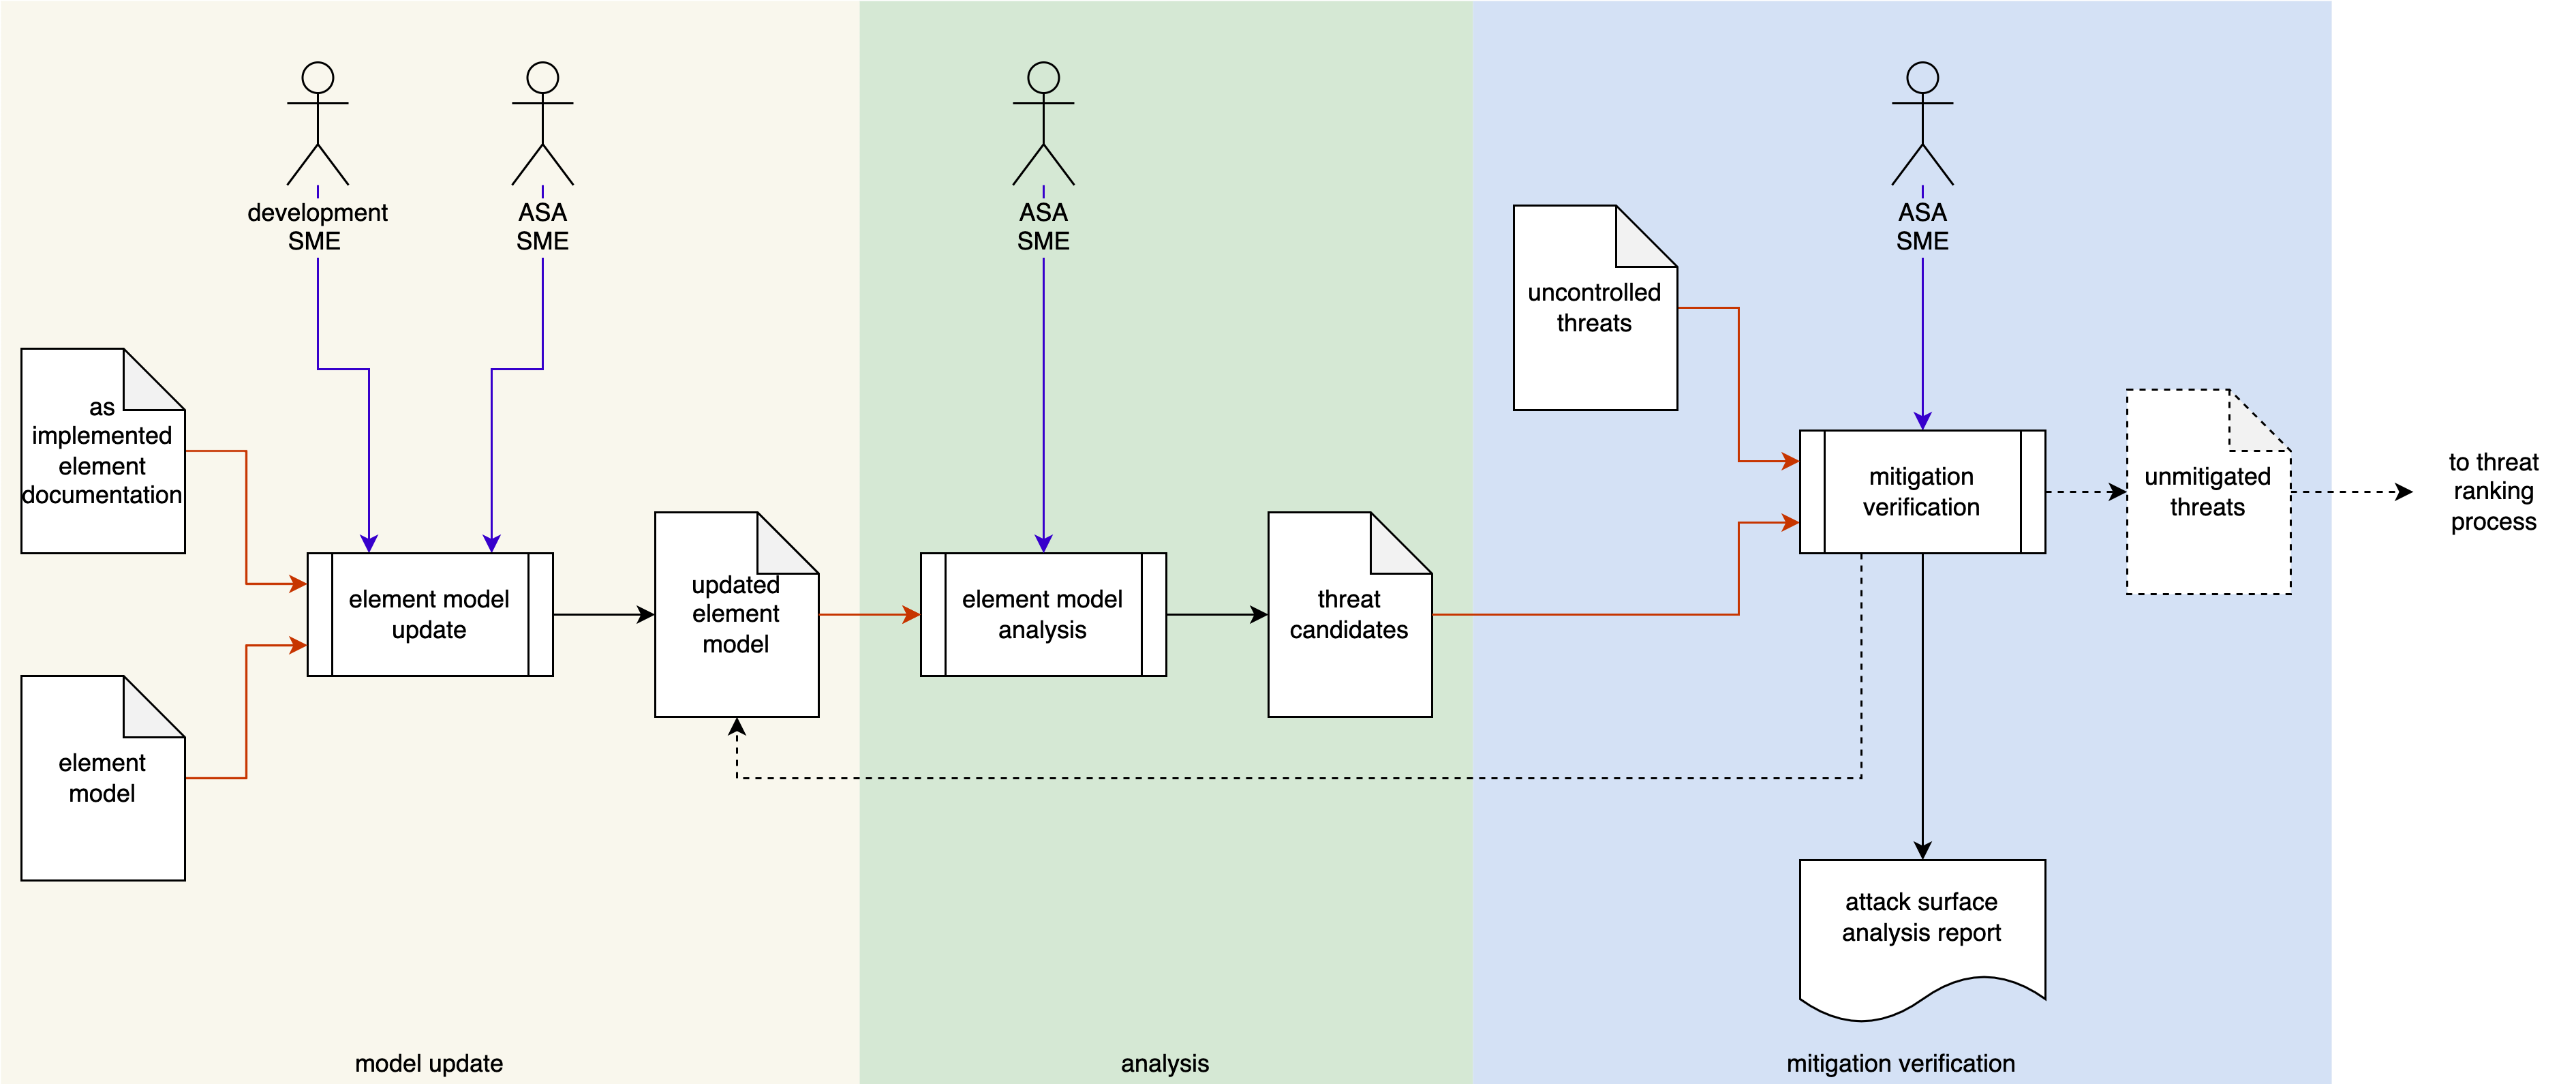 development
SME
ASA
SME
as
implemented
element
documentation
element
model
element model
update
updated
element
model
model update
ASA
SME
element model
analysis
threat
candidates
analysis
uncontrolled
threats
ASA
SME
mitigation
verification
unmitigated
threats
attack surface
analysis report
mitigation verification
to threat
ranking
process